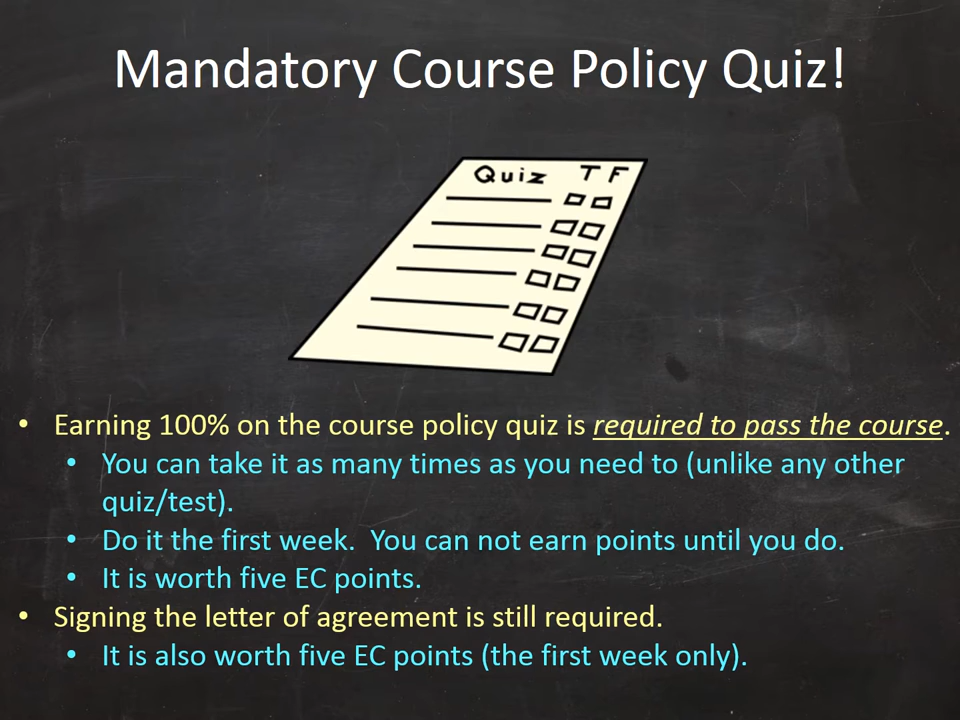 Mandatory Course Policy Quiz!
Quiz T F
• Earning 100% on the course policy quiz is required to pass the course.
• You can take it as many times as you need to (unlike any other
quiz/test).
• Do it the first week.  You can not earn points until you do.
• It is worth five EC points.
• Signing the letter of agreement is still required.
• It is also worth five EC points (the first week only).